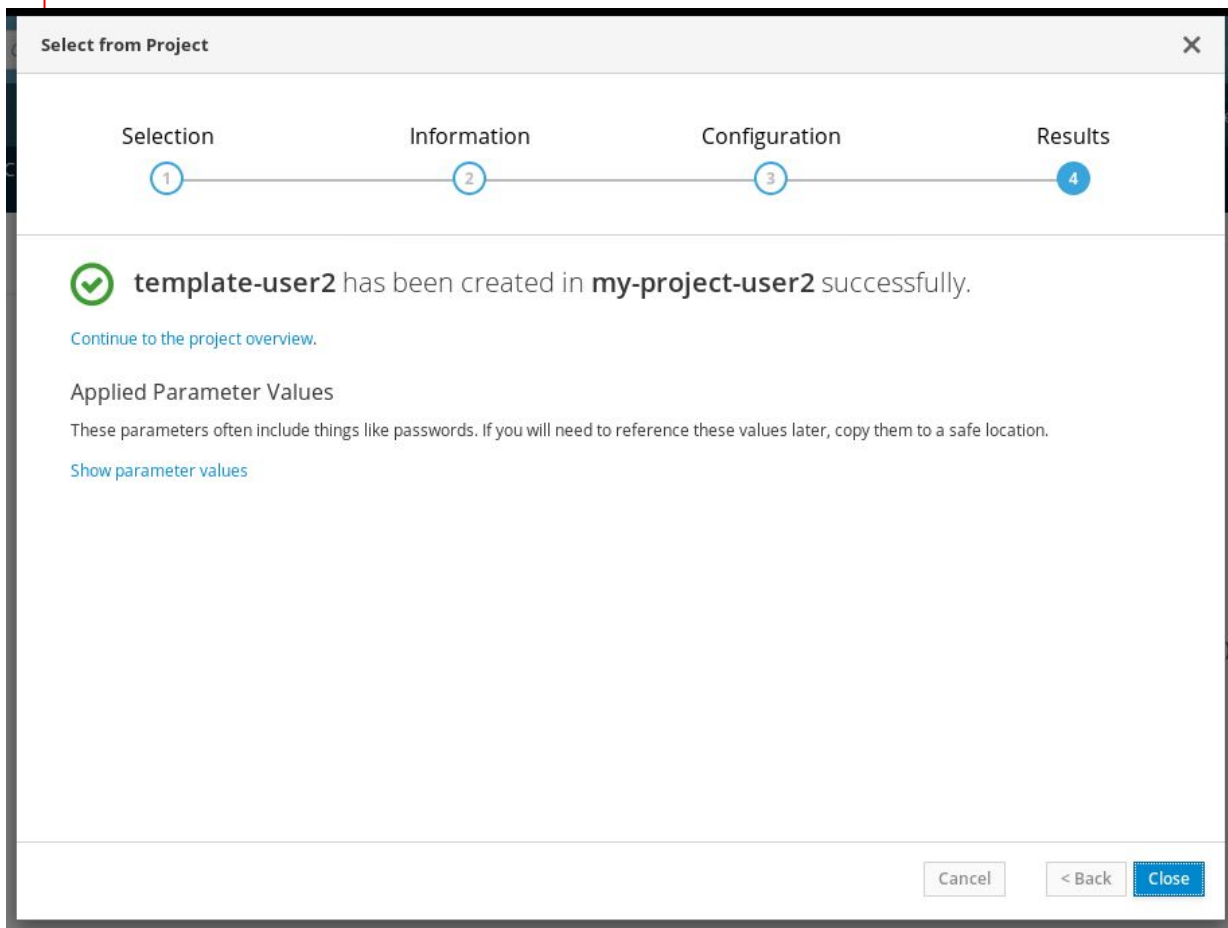 Select from Project
Selection Information Configuration Results
1 2 3 4
template-user2 has been created in my-project-user2 successfully.
Continue to the project overview.
Applied Parameter Values
These parameters often include things like passwords. If you will need to reference these values later, copy them to a safe location.
Show parameter values
Cancel < Back Close